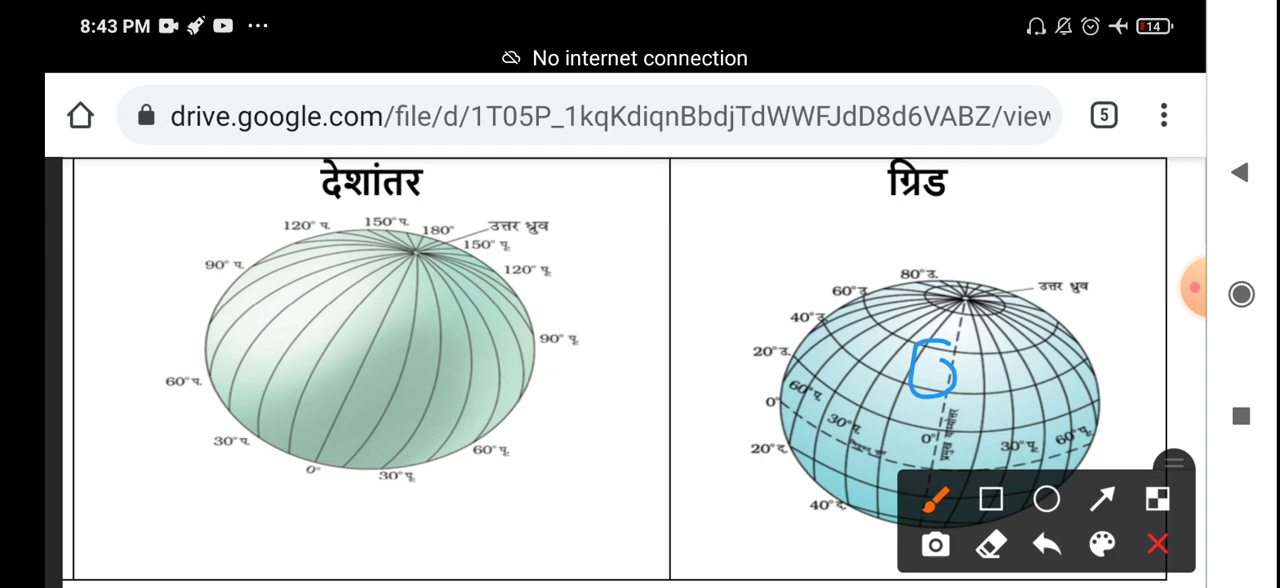 8:43 PM ... 14
No internet connection
drive.google.com/file/d/1T05P_1kqKdiqnBbdjTdWWFJdD8d6VABZ/view 5
देशांतर
120° प. 150° प. 180° उत्तर ध्रुव
150° पू.
90° प. 120° पू.
90° पू.
60° प.
30° प. 60° पू.
0° 30° पू.
ग्रिड
80° उ.
60° उ. उत्तर ध्रुव
40° उ.
20° उ.
0° 60° प.
30° प. 0° प्रमुख याम्योत्तर 30° पू. 60° पू.
20° द.
40° द.